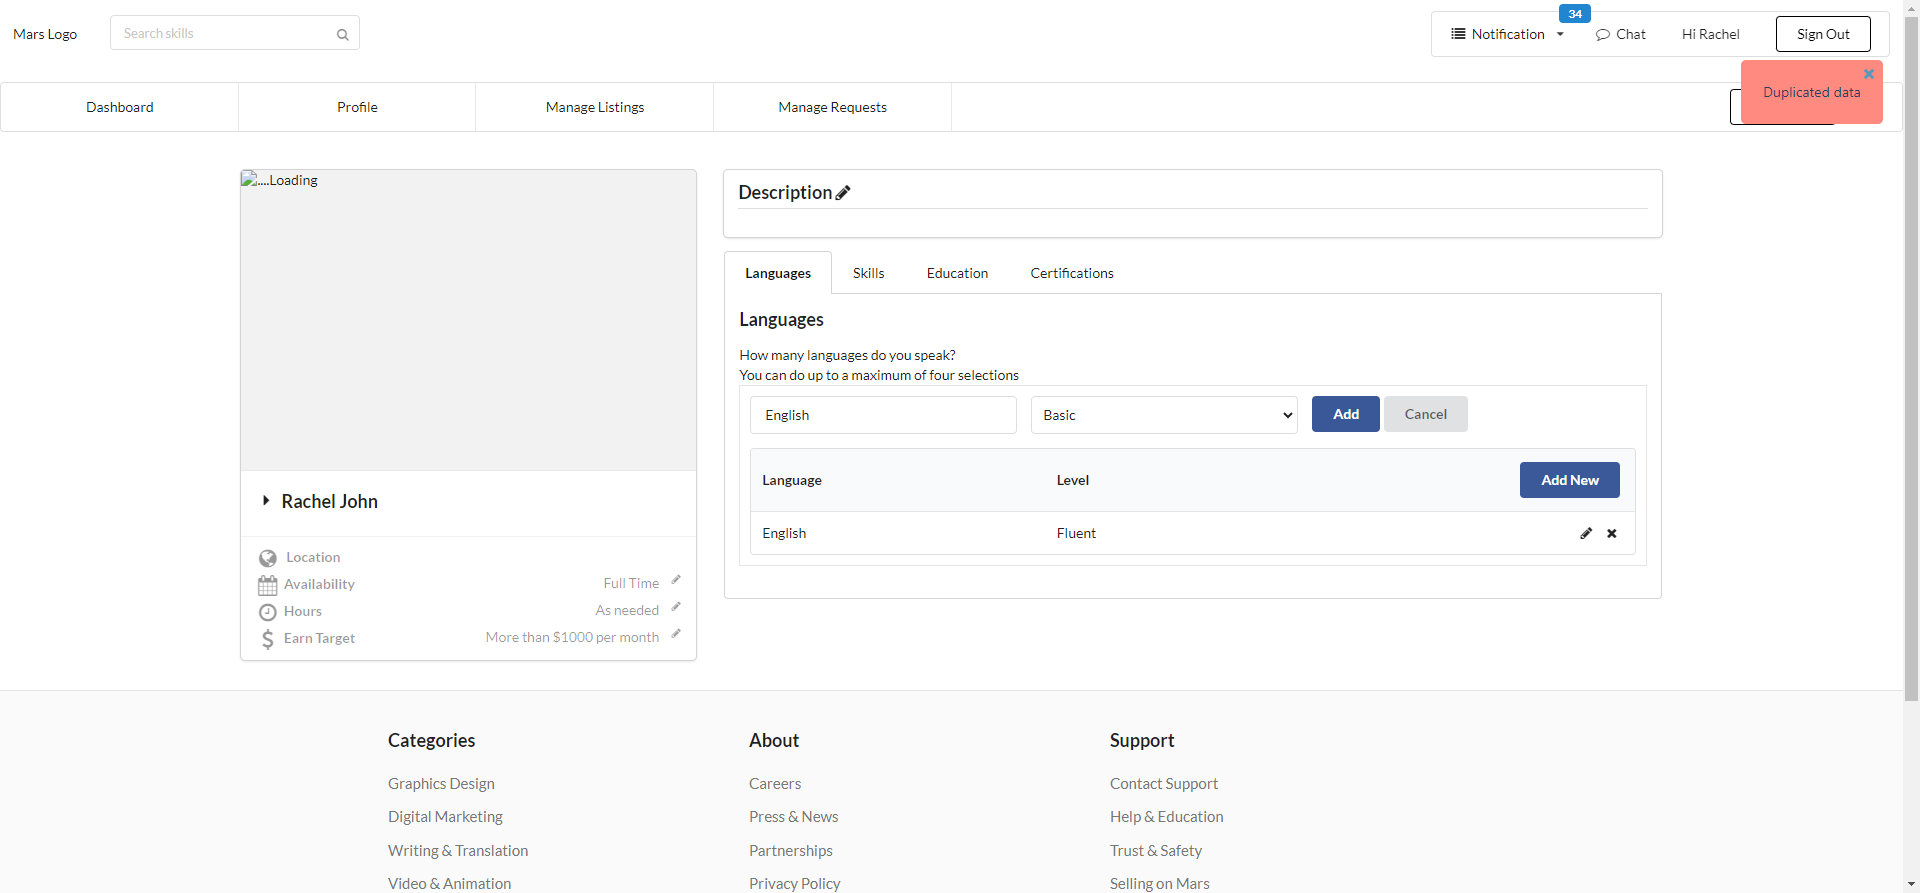 Mars Logo
Search skills
34
Notification
Chat
Hi Rachel
Sign Out
Duplicated data
Dashboard
Profile
Manage Listings
Manage Requests
....Loading
Rachel John
Location
Availability
Full Time
Hours
As needed
Earn Target
More than $1000 per month
Description
Languages
Skills
Education
Certifications
Languages
How many languages do you speak?
You can do up to a maximum of four selections
English
Basic
Add
Cancel
Language
Level
Add New
English
Fluent
Categories
Graphics Design
Digital Marketing
Writing & Translation
Video & Animation
About
Careers
Press & News
Partnerships
Privacy Policy
Support
Contact Support
Help & Education
Trust & Safety
Selling on Mars